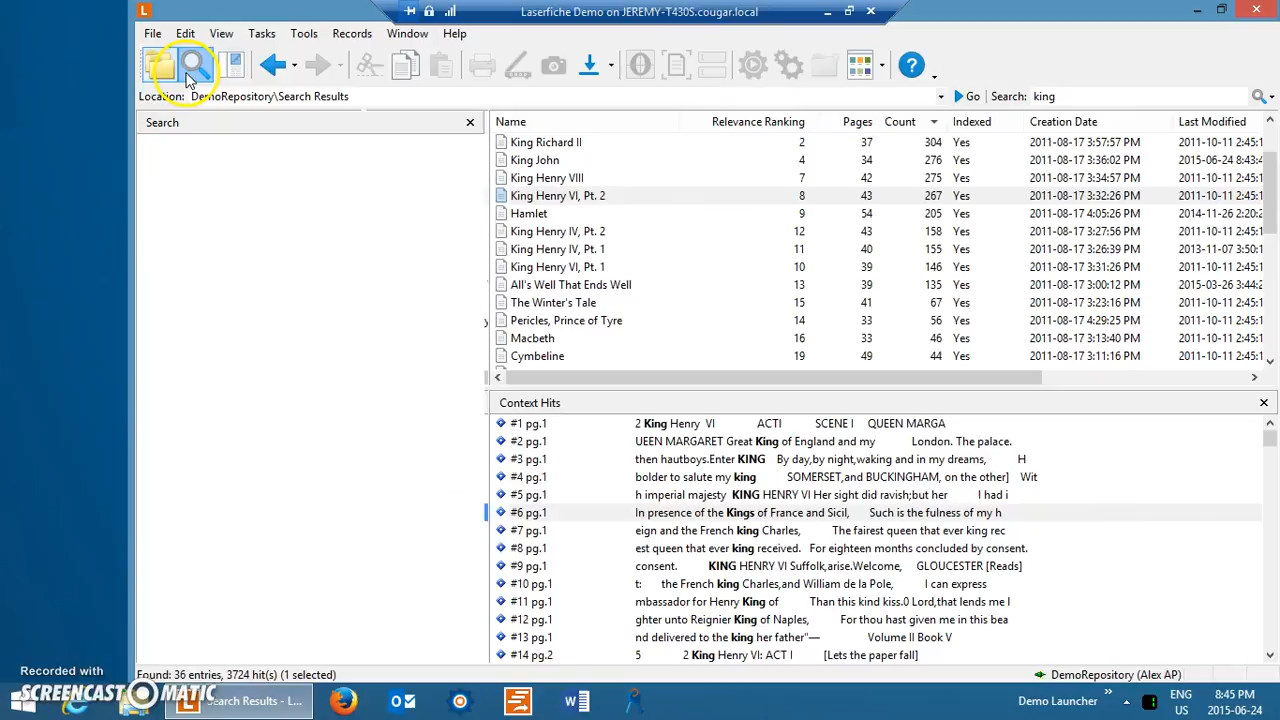 Laserfiche Demo on JEREMY-T430S.cougar.local
File Edit View Tasks Tools Records Window Help
Location: DemoRepository\Search Results Go Search: king
Search
Name Relevance Ranking Pages Count Indexed Creation Date Last Modified
King Richard II 2 37 304 Yes 2011-08-17 3:57:57 PM 2011-10-11 2:45:1
King John 4 34 276 Yes 2011-08-17 3:36:02 PM 2015-06-24 8:43:4
King Henry VIII 7 42 275 Yes 2011-08-17 3:34:57 PM 2011-10-11 2:45:1
King Henry VI, Pt. 2 8 43 267 Yes 2011-08-17 3:32:26 PM 2011-10-11 2:45:1
Hamlet 9 54 205 Yes 2011-08-17 4:05:26 PM 2014-11-26 2:20:2
King Henry IV, Pt. 2 12 43 158 Yes 2011-08-17 3:27:56 PM 2011-10-11 2:45:1
King Henry IV, Pt. 1 11 40 155 Yes 2011-08-17 3:26:39 PM 2013-11-07 3:50:1
King Henry VI, Pt. 1 10 39 146 Yes 2011-08-17 3:31:26 PM 2011-10-11 2:45:1
All's Well That Ends Well 13 39 135 Yes 2011-08-17 3:00:12 PM 2015-03-26 3:44:2
The Winter's Tale 15 41 67 Yes 2011-08-17 3:23:16 PM 2011-10-11 2:45:1
Pericles, Prince of Tyre 14 33 56 Yes 2011-08-17 4:29:25 PM 2011-10-11 2:45:1
Macbeth 16 33 46 Yes 2011-08-17 3:13:40 PM 2011-10-11 2:45:1
Cymbeline 19 49 44 Yes 2011-08-17 3:11:16 PM 2011-10-11 2:45:1
Context Hits
#1 pg.1 2 King Henry VI ACTI SCENE I QUEEN MARGA
#2 pg.1 UEEN MARGARET Great King of England and my London. The palace.
#3 pg.1 then hautboys.Enter KING By day,by night,waking and in my dreams, H
#4 pg.1 bolder to salute my king SOMERSET,and BUCKINGHAM, on the other] Wit
#5 pg.1 h imperial majesty KING HENRY VI Her sight did ravish;but her I had i
#6 pg.1 In presence of the Kings of France and Sicil, Such is the fulness of my h
#7 pg.1 eign and the French king Charles, The fairest queen that ever king rec
#8 pg.1 est queen that ever king received. For eighteen months concluded by consent.
#9 pg.1 consent. KING HENRY VI Suffolk,arise.Welcome, GLOUCESTER [Reads]
#10 pg.1 t: the French king Charles,and William de la Pole, I can express
#11 pg.1 mbassador for Henry King of Than this kind kiss.0 Lord,that lends me l
#12 pg.1 ghter unto Reignier King of Naples, For thou hast given me in this bea
#13 pg.1 nd delivered to the king her father"— Volume II Book V
#14 pg.2 5 2 King Henry VI: ACT I [Lets the paper fall]
Found: 36 entries, 3724 hit(s) (1 selected) DemoRepository (Alex AP)
Recorded with
SCREENCAST-O-MATIC
Search Results - L... Demo Launcher ENG 8:45 PM
US 2015-06-24